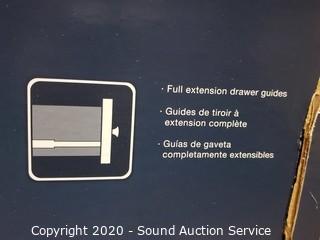 · Full extension drawer guides
· Guides de tiroir à
extension complète
· Guías de gaveta
completamente extensibles
Copyright 2020 - Sound Auction Service